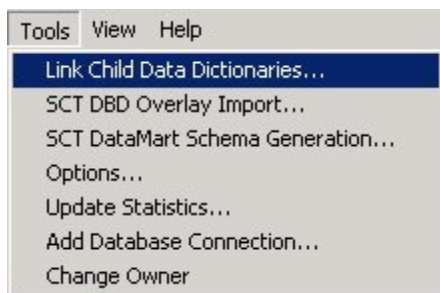 Tools View Help
Link Child Data Dictionaries...
SCT DBD Overlay Import...
SCT DataMart Schema Generation...
Options...
Update Statistics...
Add Database Connection...
Change Owner